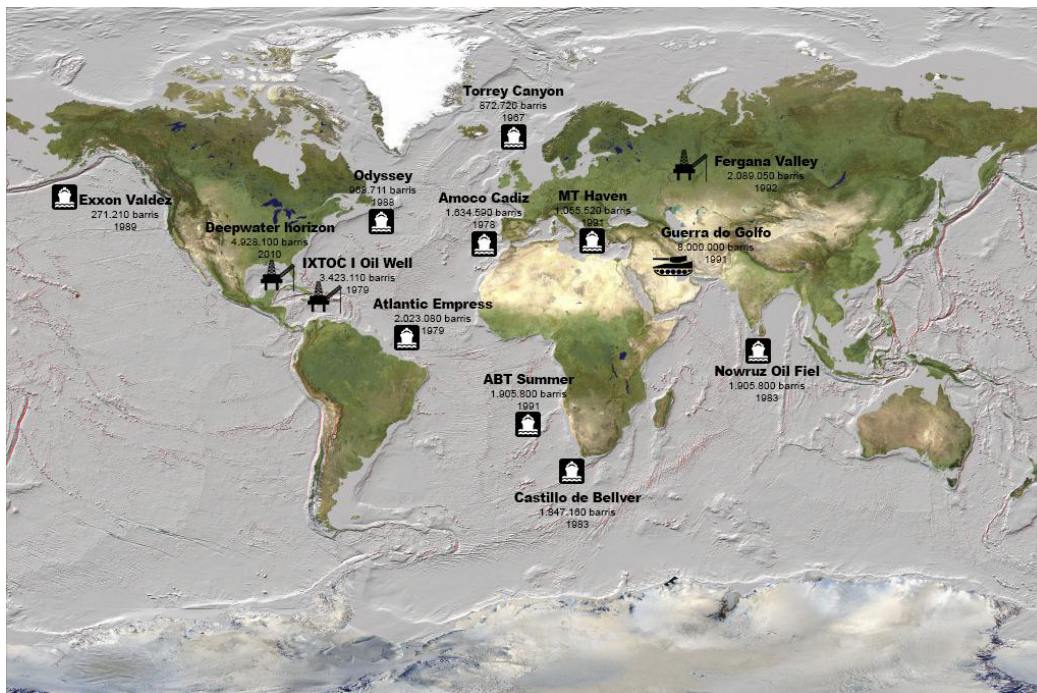 Torrey Canyon
872.726 barris
1967
Fergana Valley
2.089.050 barris
1992
Odyssey
968.711 barris
1988
Amoco Cadiz
1.634.590 barris
1978
MT Haven
1.055.520 barris
1991
Exxon Valdez
271.210 barris
1989
Deepwater horizon
4.928.100 barris
2010
Guerra do Golfo
8.000.000 barris
1991
IXTOC I Oil Well
3.423.110 barris
1979
Atlantic Empress
2.023.080 barris
1979
ABT Summer
1.905.800 barris
1991
Nowruz Oil Fiel
1.905.800 barris
1983
Castillo de Bellver
1.847.160 barris
1983